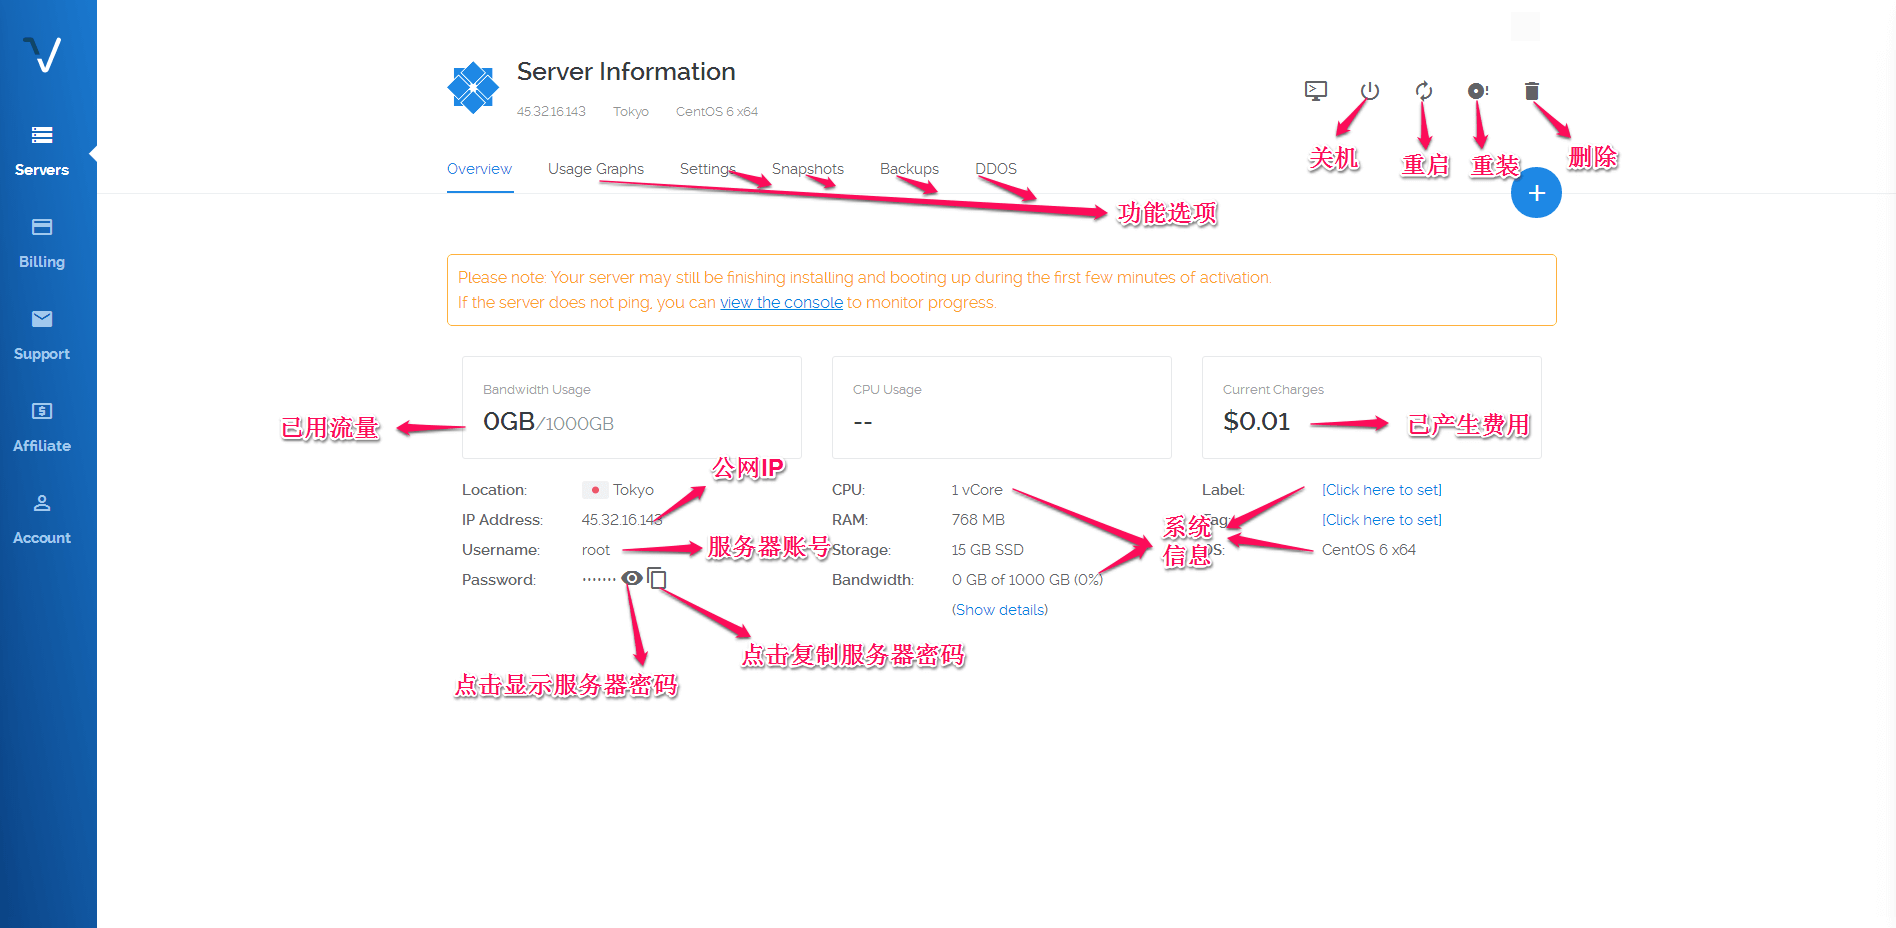 Server Information
45.32.16.143 Tokyo CentOS 6 x64
关机
重启
重装
删除
Servers
Overview Usage Graphs Settings Snapshots Backups DDOS
功能选项
Billing
Please note: Your server may still be finishing installing and booting up during the first few minutes of activation.
If the server does not ping, you can view the console to monitor progress.
Support
Bandwidth Usage
0GB/1000GB
已用流量
CPU Usage
--
Current Charges
$0.01
已产生费用
Affiliate
公网IP
Location: Tokyo
IP Address: 45.32.16.143
Username: root
服务器账号
Password: ·······
点击复制服务器密码
点击显示服务器密码
CPU: 1 vCore
RAM: 768 MB
Storage: 15 GB SSD
Bandwidth: 0 GB of 1000 GB (0%)
(Show details)
系统
信息
Label: [Click here to set]
Tag: [Click here to set]
OS: CentOS 6 x64
Account